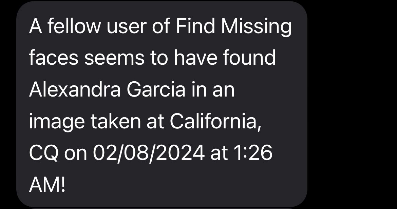 A fellow user of Find Missing
faces seems to have found
Alexandra Garcia in an
image taken at California,
CQ on 02/08/2024 at 1:26
AM!